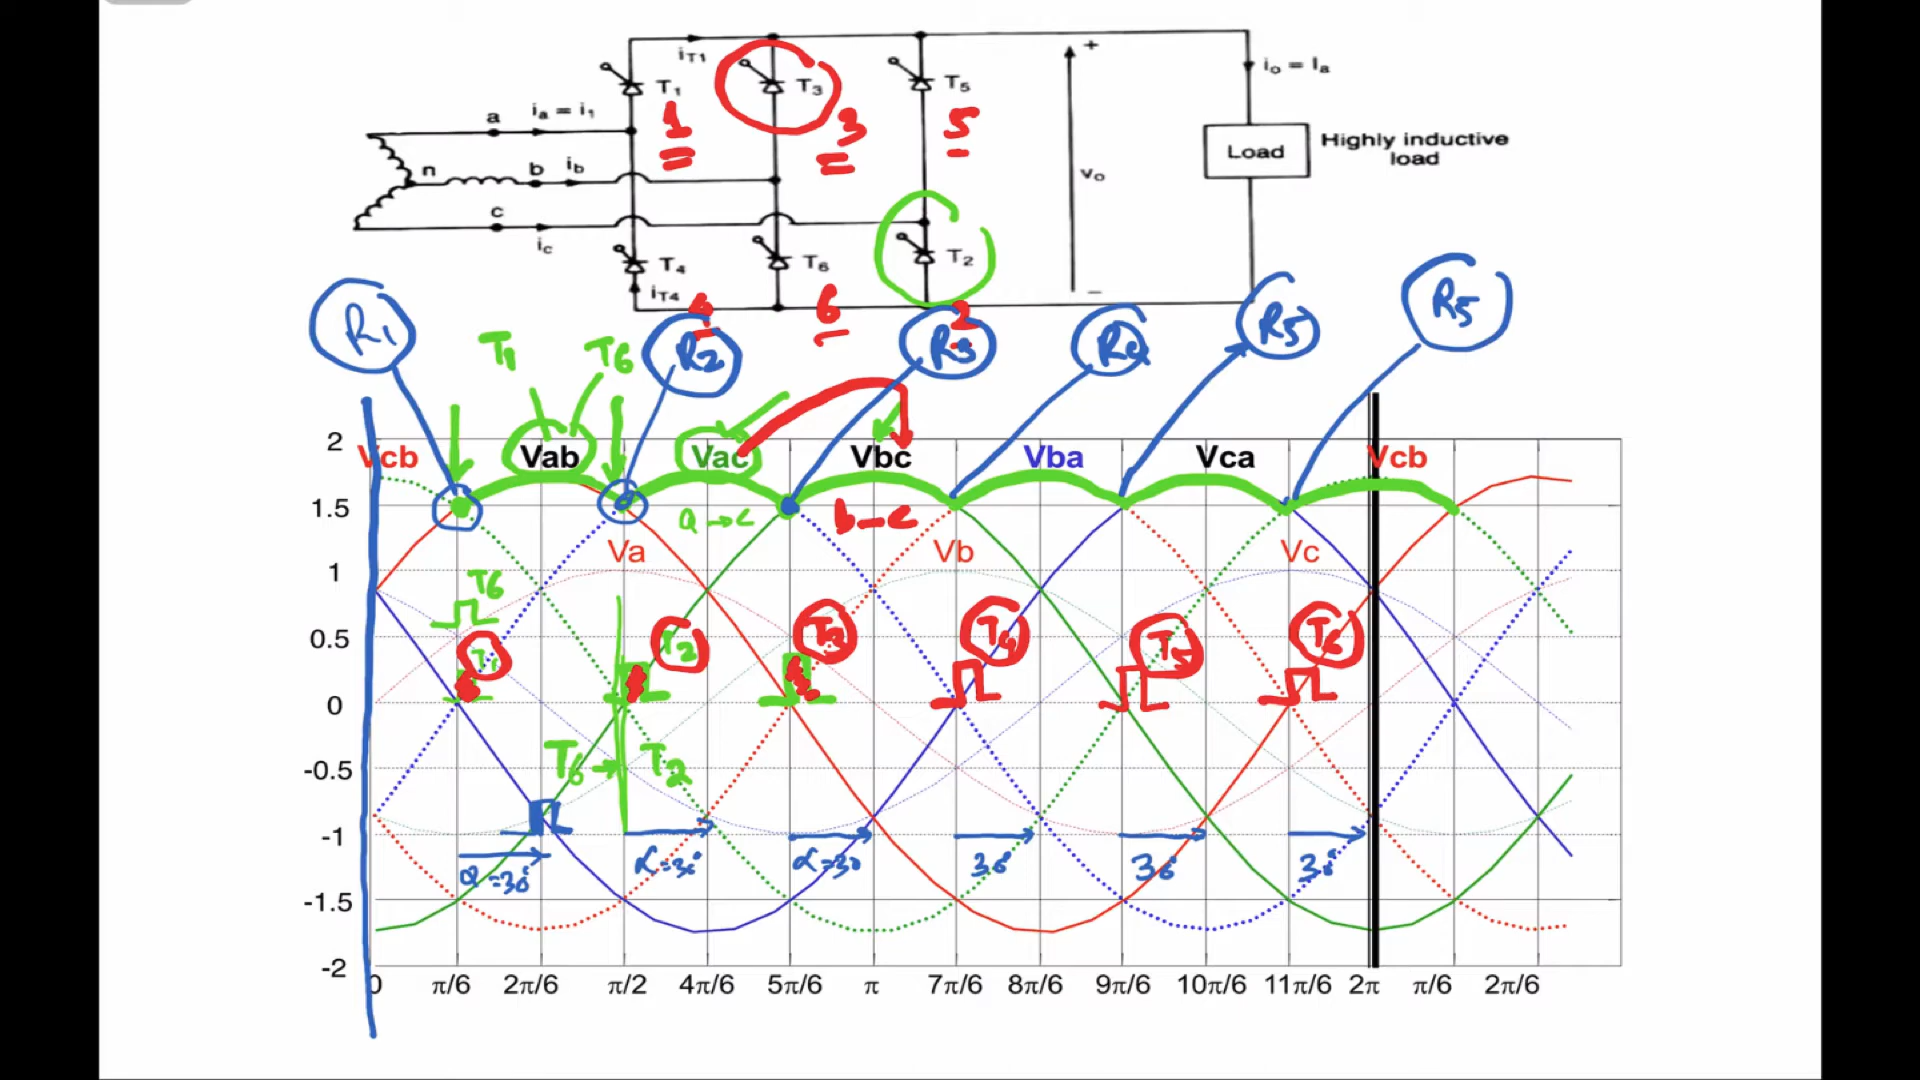 iT1
T1
T3
T5
io = Ia
+
a
ia = i1
1
3
5
n
b
ib
vo
Load
Highly inductive
load
c
ic
T4
T6
T2
iT4
4
6
2
−
R1
T1
T6
R2
R3
R4
R5
R5
Vcb
Vab
Vac
Vbc
Vba
Vca
Vcb
a → c
b - c
Va
Vb
Vc
T6
T1
T2
T3
T4
T5
T6
T6 →
T2
α = 30°
α = 30°
α = 30
30°
30°
30°
2
1.5
1
0.5
0
-0.5
-1
-1.5
-2
0
π/6
2π/6
π/2
4π/6
5π/6
π
7π/6
8π/6
9π/6
10π/6
11π/6
2π
π/6
2π/6